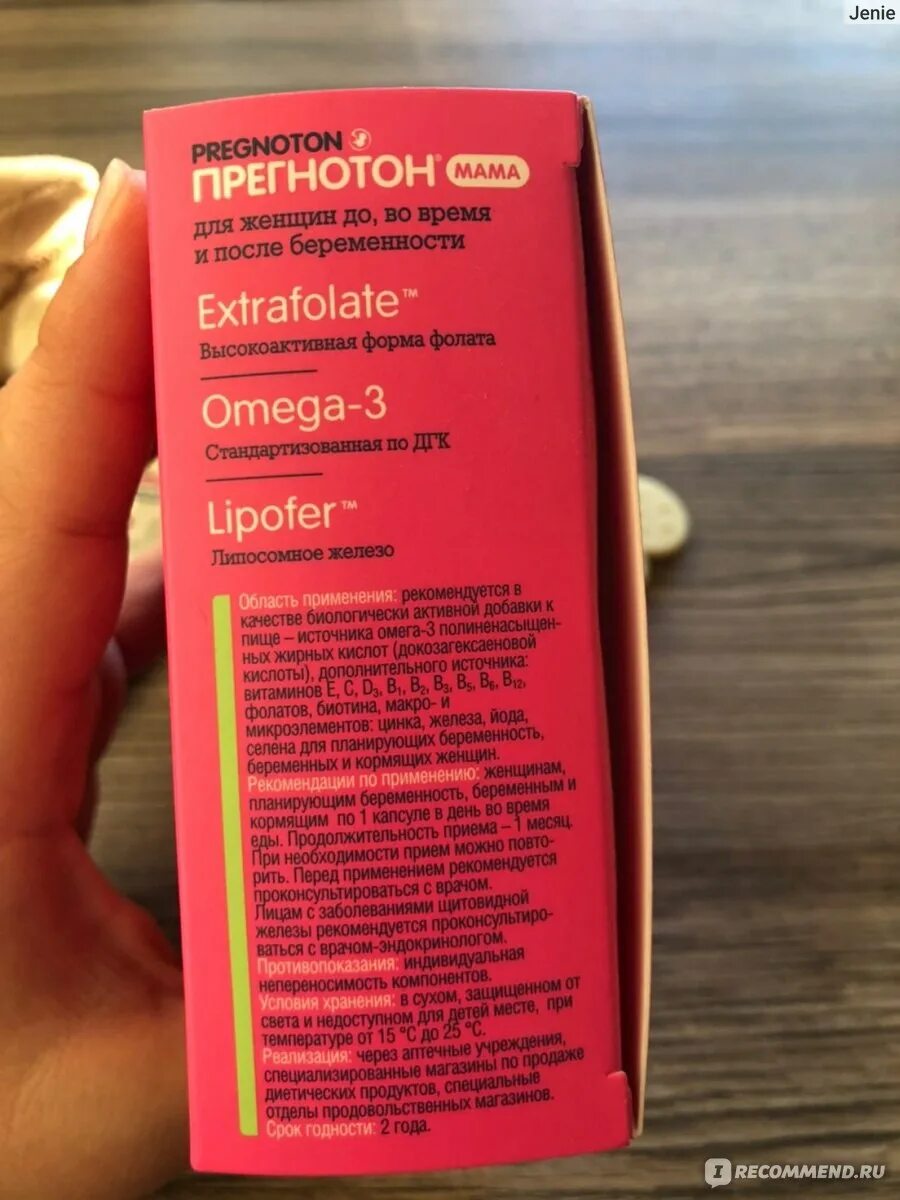 Jenie
PREGNOTON
ПРЕГНОТОН® МАМА
для женщин до, во время
и после беременности
Extrafolate™
Высокоактивная форма фолата
Omega-3
Стандартизованная по ДГК
Lipofer™
Липосомное железо
Область применения: рекомендуется в
качестве биологически активной добавки к
пище – источника омега-3 полиненасыщен-
ных жирных кислот (докозагексаеновой
кислоты), дополнительного источника:
витаминов Е, С, D₃, В₁, В₂, В₃, В₅, В₆, В₁₂,
фолатов, биотина, макро- и
микроэлементов: цинка, железа, йода,
селена для планирующих беременность,
беременных и кормящих женщин.
Рекомендации по применению: женщинам,
планирующим беременность, беременным и
кормящим по 1 капсуле в день во время
еды. Продолжительность приема – 1 месяц.
При необходимости прием можно повто-
рить. Перед применением рекомендуется
проконсультироваться с врачом.
Лицам с заболеваниями щитовидной
железы рекомендуется проконсультиро-
ваться с врачом-эндокринологом.
Противопоказания: индивидуальная
непереносимость компонентов.
Условия хранения: в сухом, защищенном от
света и недоступном для детей месте, при
температуре от 15 °С до 25 °С.
Реализация: через аптечные учреждения,
специализированные магазины по продаже
диетических продуктов, специальные
отделы продовольственных магазинов.
Срок годности: 2 года.
I RECOMMEND.RU